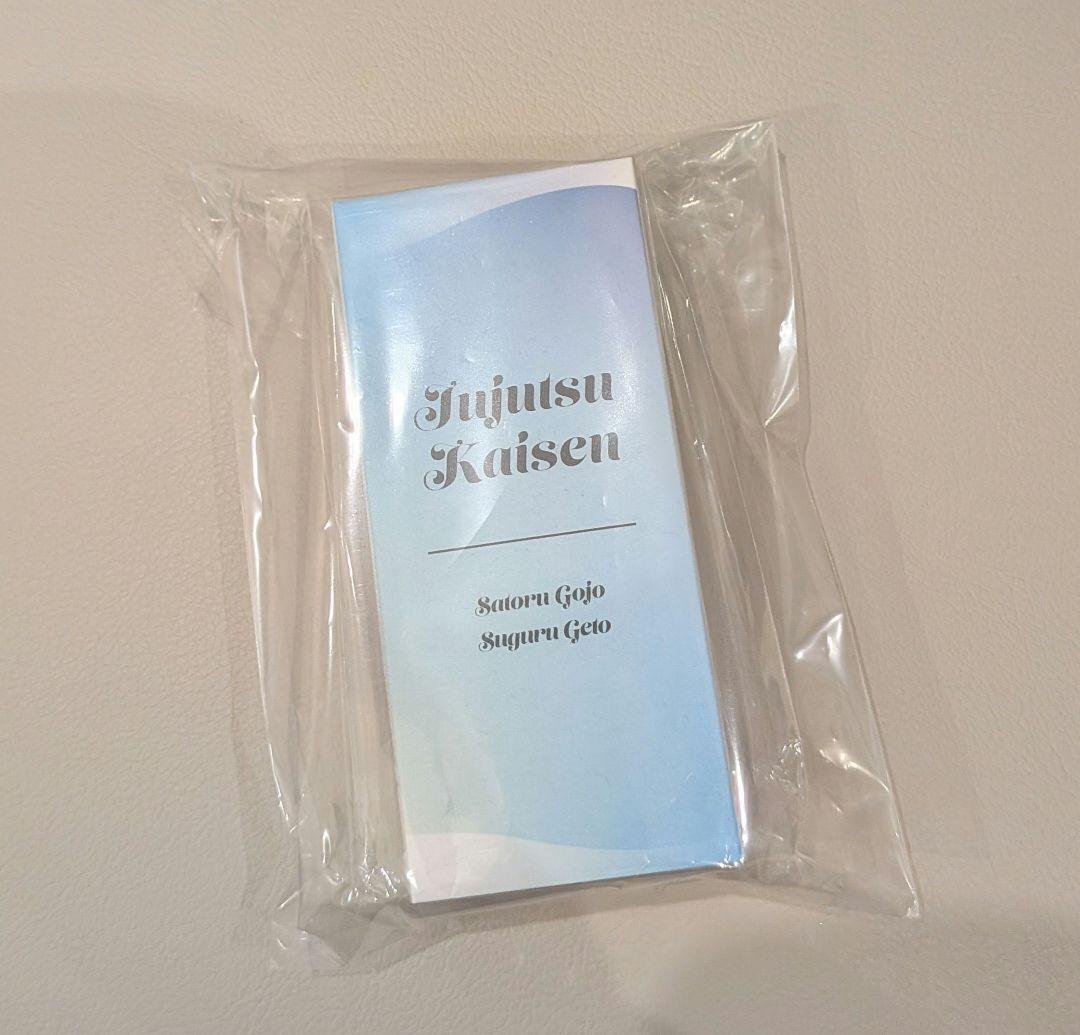 Jujutsu
Kaisen
Satoru Gojo
Suguru Geto